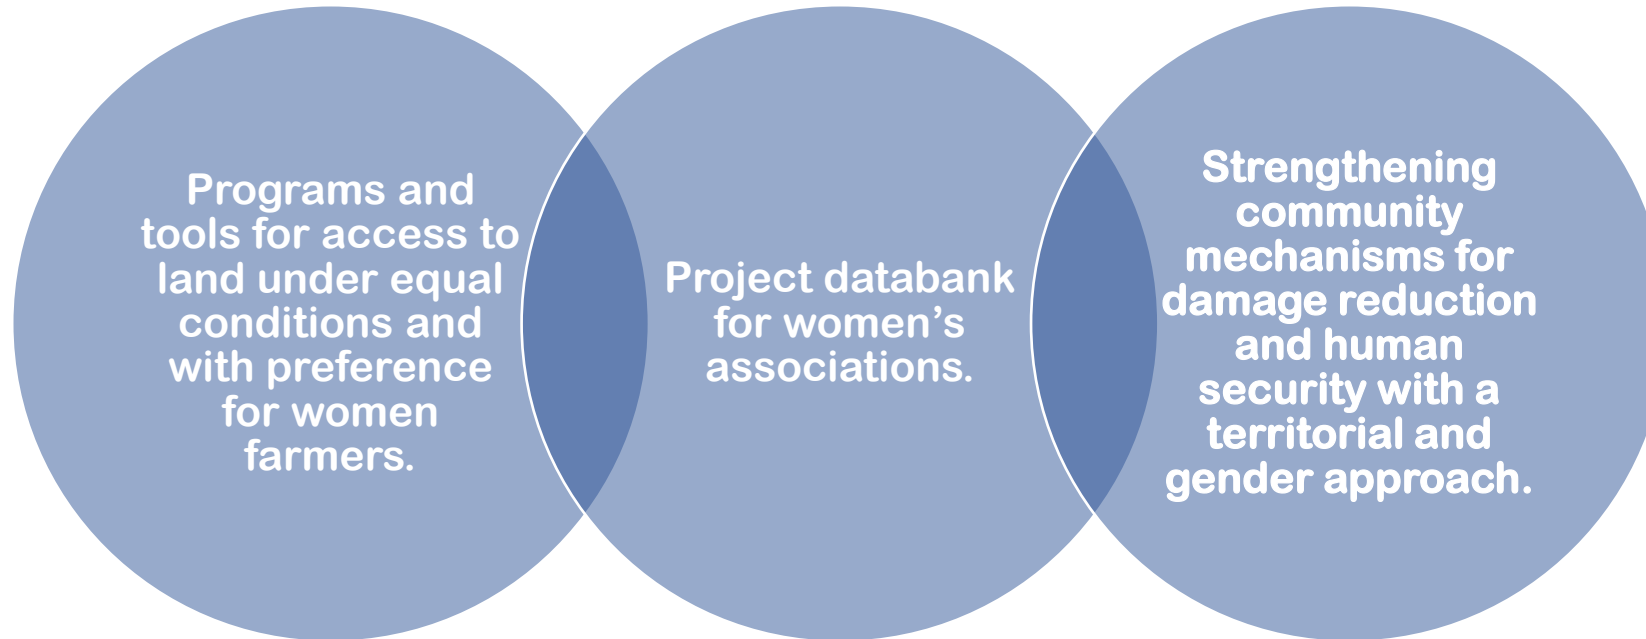 Programs and
tools for access to
land under equal
conditions and
with preference
for women
farmers.
Project databank
for women’s
associations.
Strengthening
community
mechanisms for
damage reduction
and human
security with a
territorial and
gender approach.